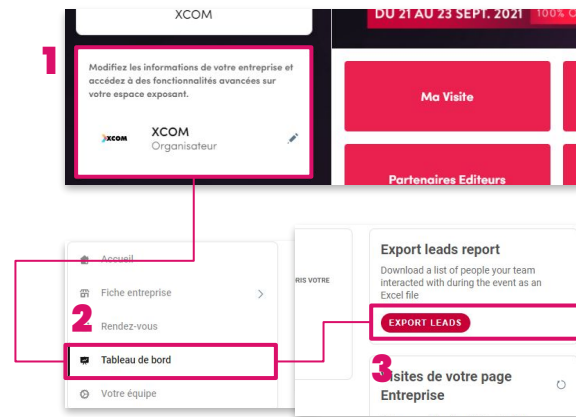 XCOM
DU 21 AU 23 SEPT. 2021 100%
1
Modifiez les informations de votre entreprise et
accédez à des fonctionnalités avancées sur
votre espace exposant.
xcom
XCOM
Organisateur
Ma Visite
Partenaires Editeurs
Accueil
Fiche entreprise
2
Rendez-vous
Tableau de bord
Votre équipe
RIS VOTRE
Export leads report
Download a list of people your team
interacted with during the event as an
Excel file
EXPORT LEADS
3
Visites de votre page
Entreprise